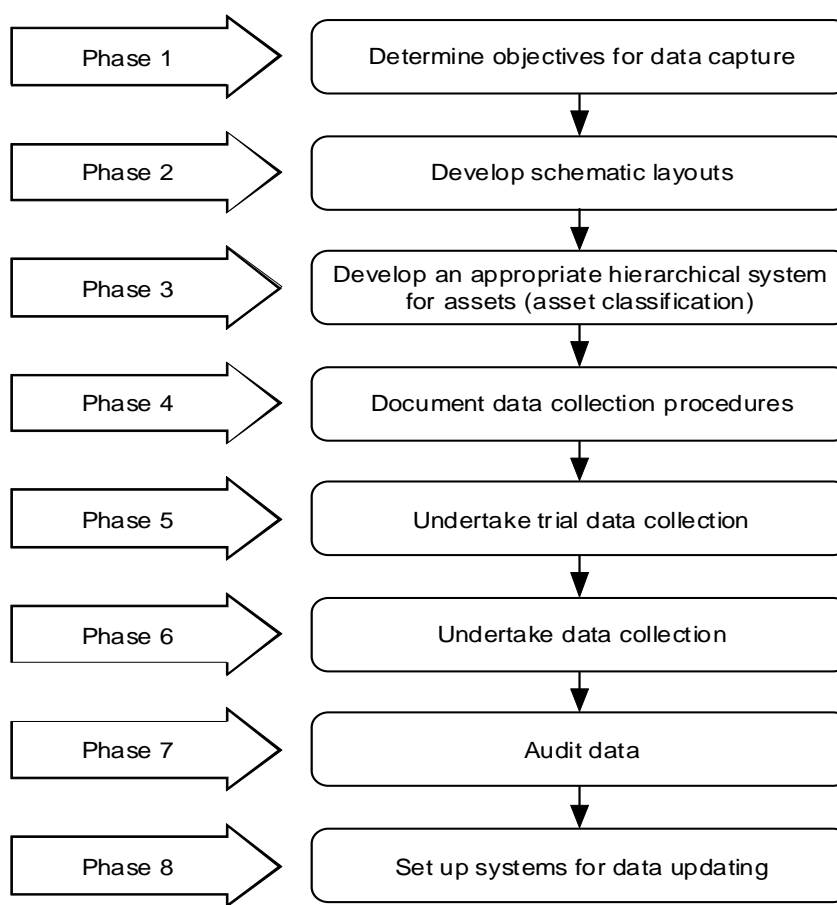 Phase 1
Determine objectives for data capture
Phase 2
Develop schematic layouts
Phase 3
Develop an appropriate hierarchical system
for assets (asset classification)
Phase 4
Document data collection procedures
Phase 5
Undertake trial data collection
Phase 6
Undertake data collection
Phase 7
Audit data
Phase 8
Set up systems for data updating